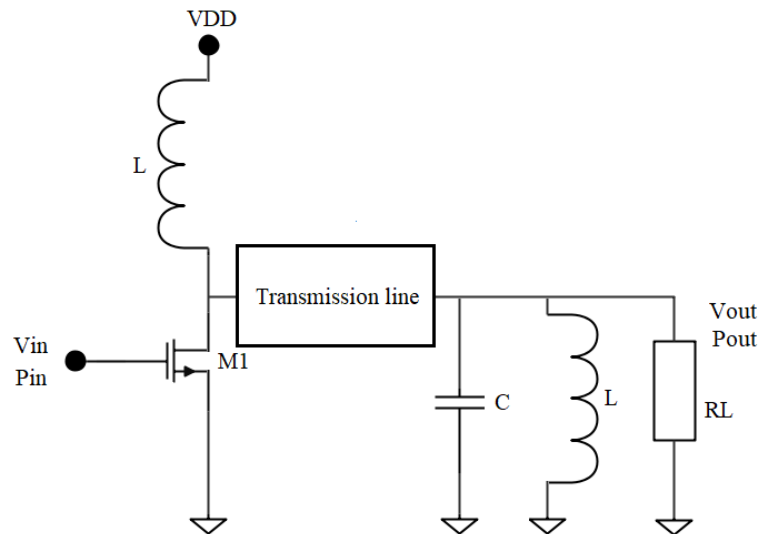 VDD
L
Transmission line
Vin
Pin
M1
C
L
Vout
Pout
RL